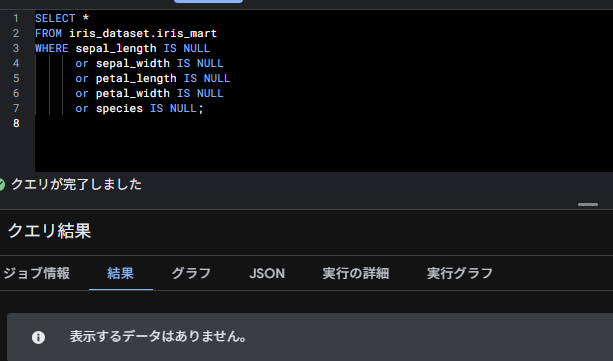 1 SELECT *
2 FROM iris_dataset.iris_mart
3 WHERE sepal_length IS NULL
4 or sepal_width IS NULL
5 or petal_length IS NULL
6 or petal_width IS NULL
7 or species IS NULL;
8
クエリが完了しました
クエリ結果
ジョブ情報 結果 グラフ JSON 実行の詳細 実行グラフ
表示するデータはありません。